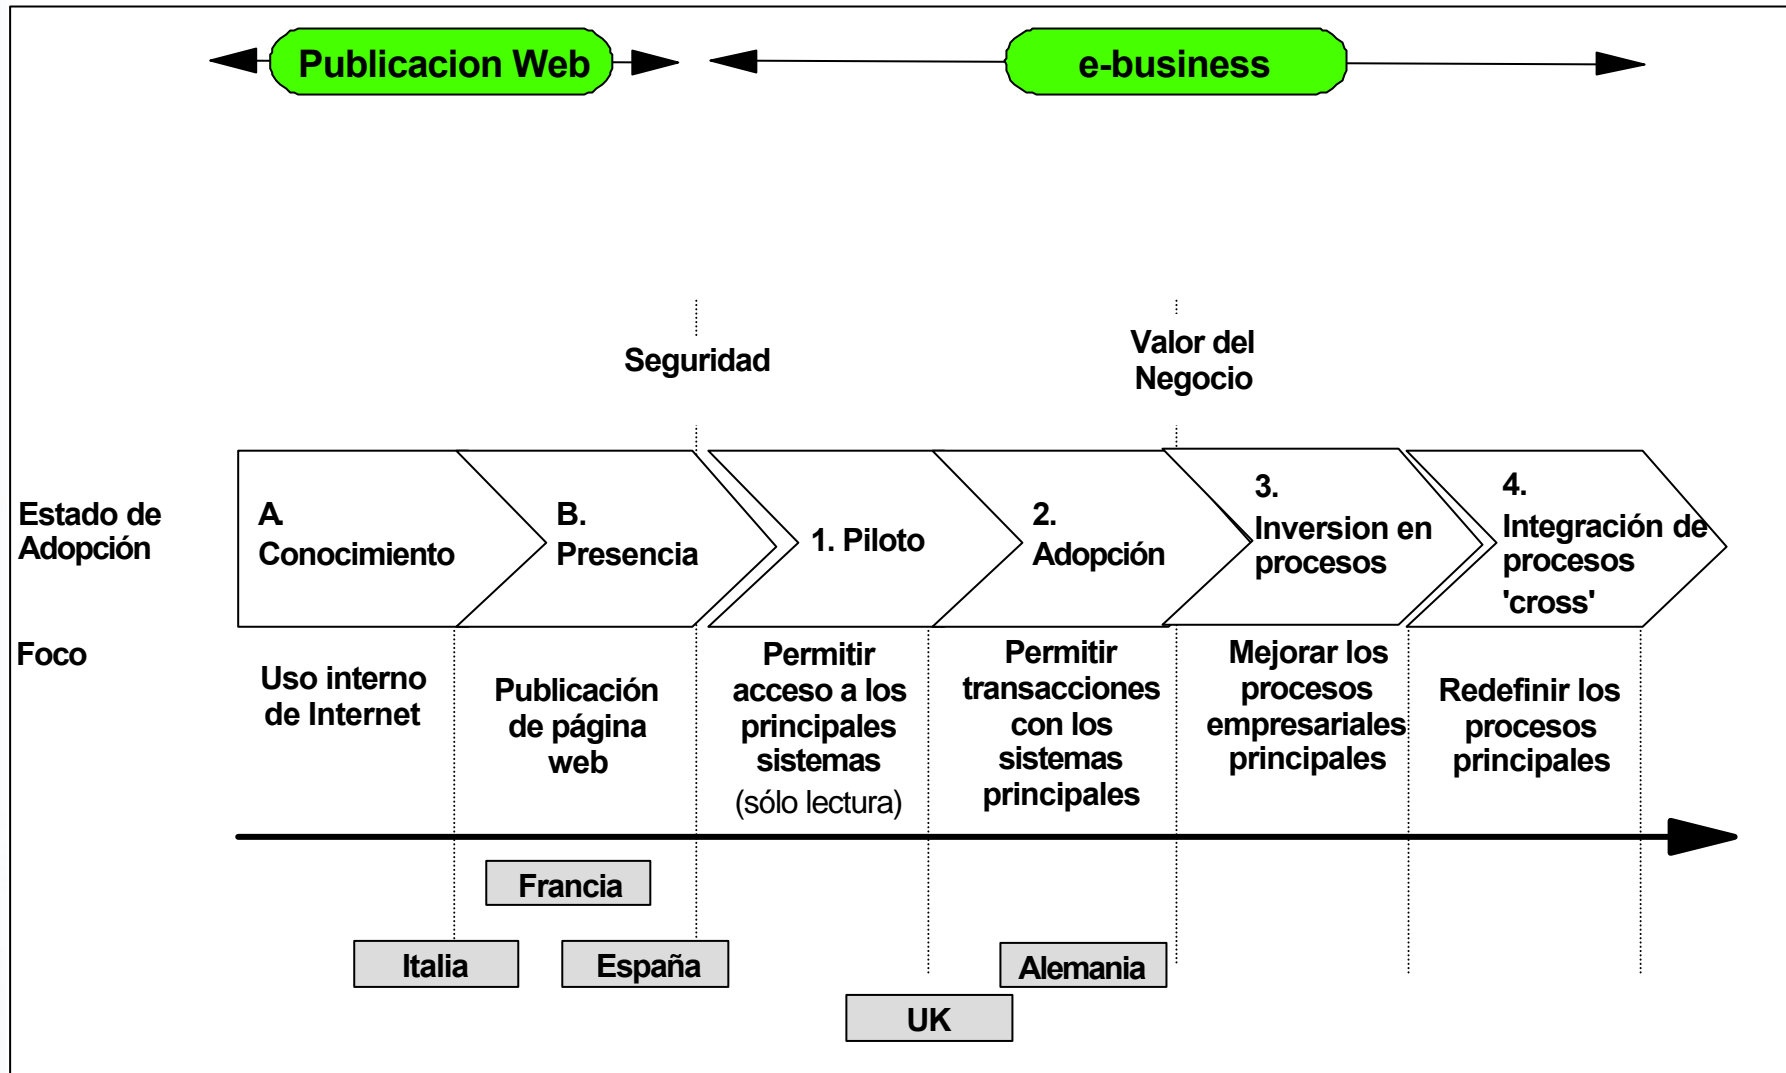 Publicacion Web
e-business
Seguridad
Valor del
Negocio
Estado de
Adopción
A.
Conocimiento
B.
Presencia
1. Piloto
2.
Adopción
3.
Inversion en
procesos
4.
Integración de
procesos
'cross'
Foco
Uso interno
de Internet
Publicación
de página
web
Permitir
acceso a los
principales
sistemas
(sólo lectura)
Permitir
transacciones
con los
sistemas
principales
Mejorar los
procesos
empresariales
principales
Redefinir los
procesos
principales
Francia
Italia
España
Alemania
UK